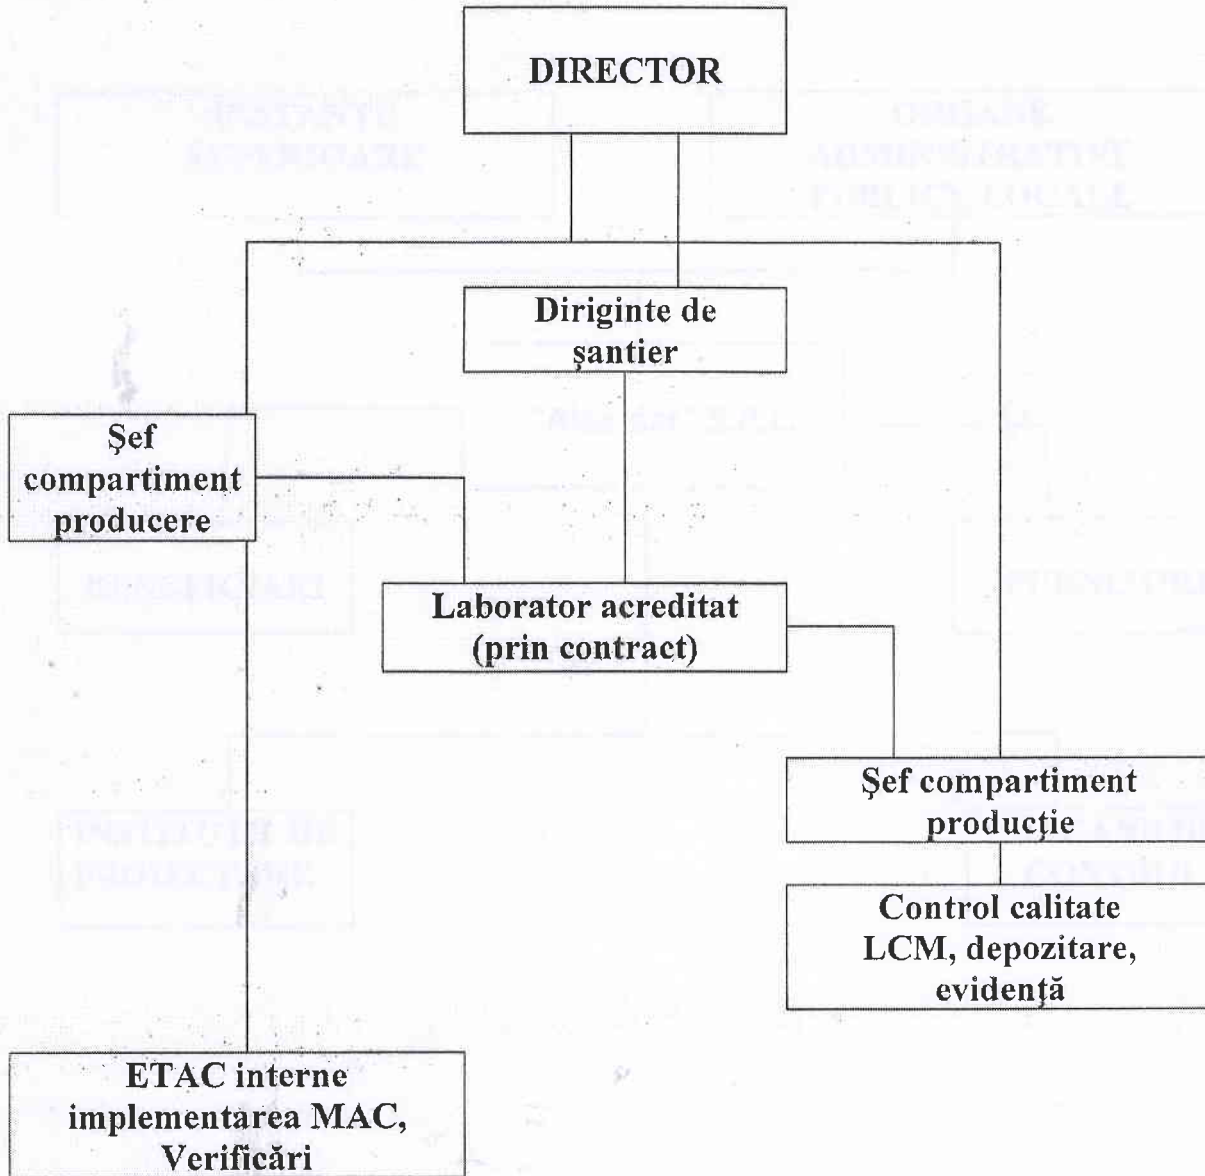 DIRECTOR
Diriginte de
şantier
Şef
compartiment
producere
Laborator acreditat
(prin contract)
Şef compartiment
producţie
Control calitate
LCM, depozitare,
evidenţă
ETAC interne
implementarea MAC,
Verificări